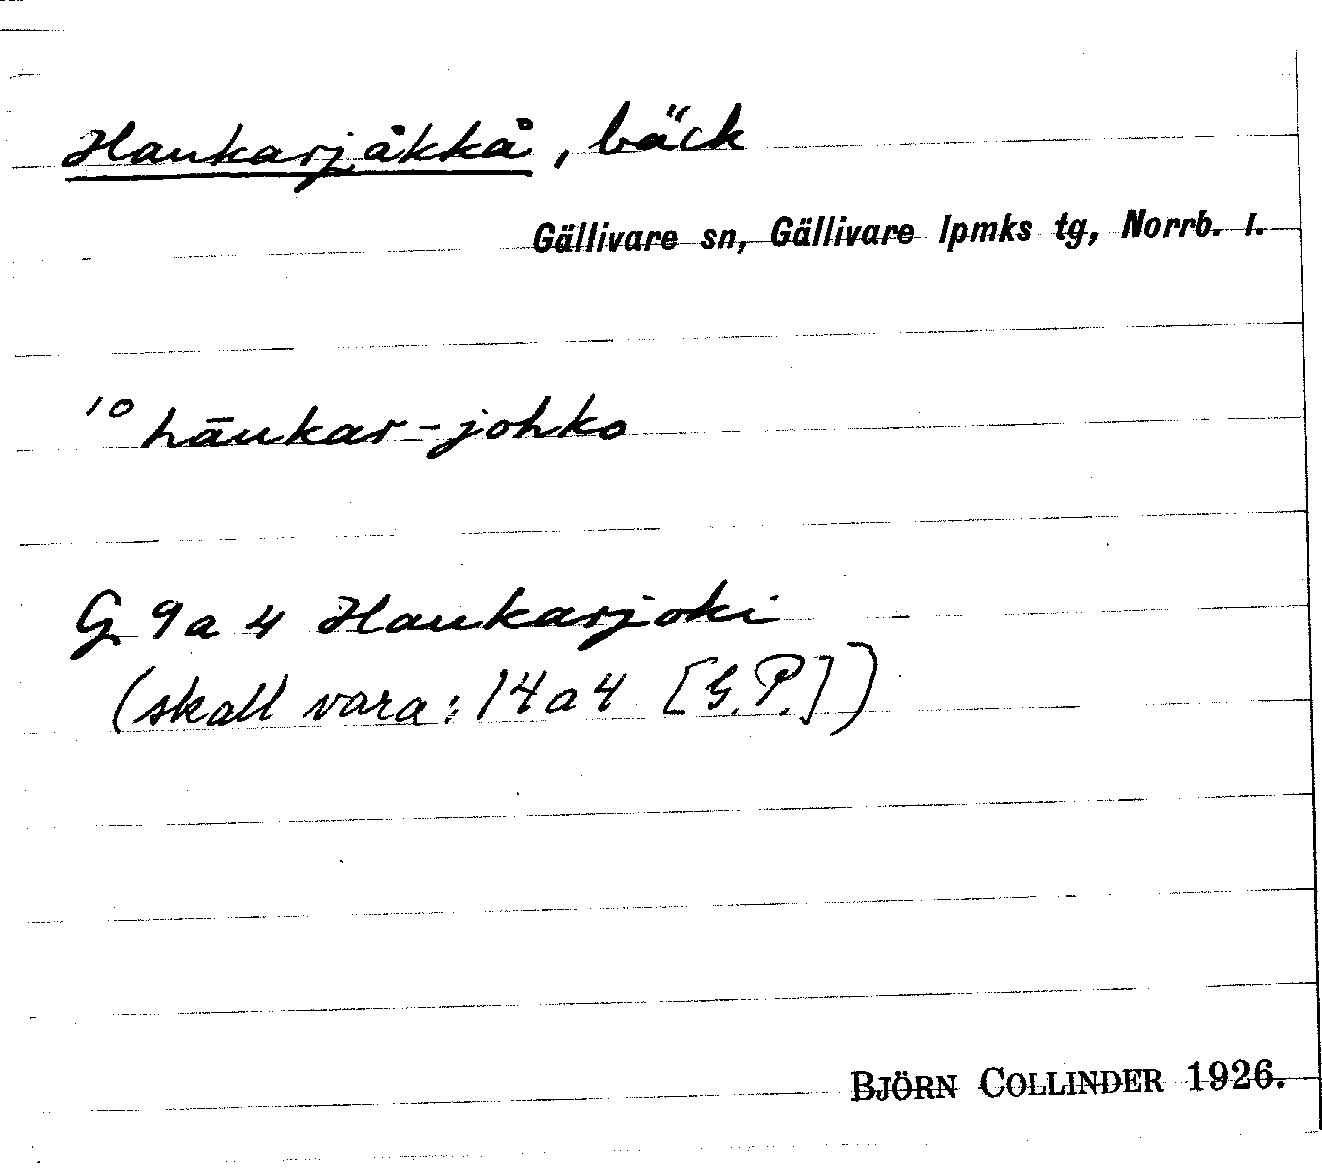 Haukarjåkkå, bäck
Gällivare sn, Gällivare lpmks tg, Norrb. l.
1⁰ hāukar-johko
G 9a 4 Haukarjoki
(skall vara: 14a4 [G.P.])
BJÖRN COLLINDER 1926.